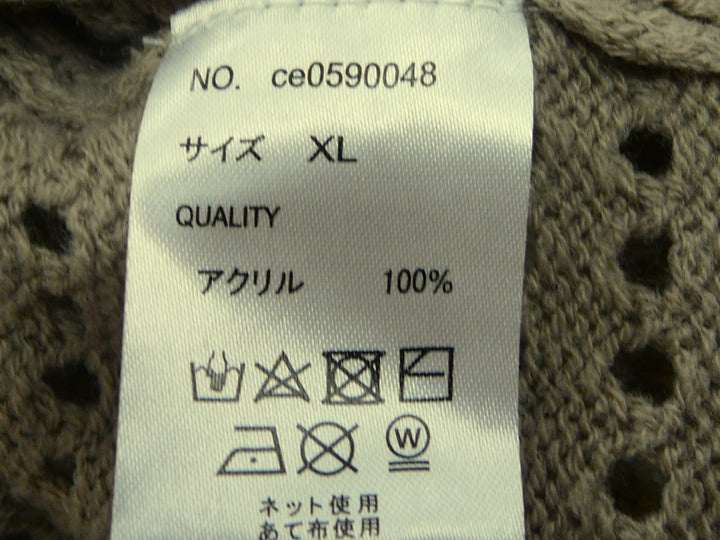 NO. ce0590048
サイズ XL
QUALITY
アクリル 100%
W
ネット使用
あて布使用